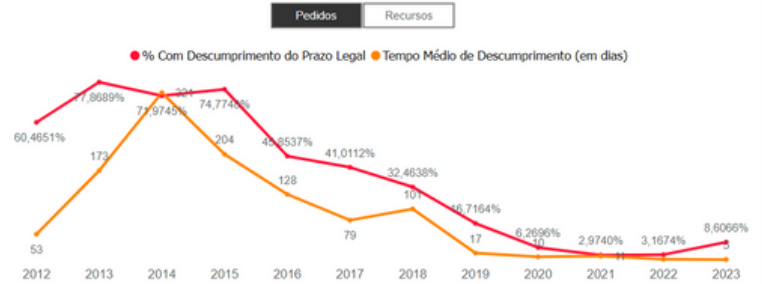 Pedidos Recursos
% Com Descumprimento do Prazo Legal Tempo Médio de Descumprimento (em dias)
60,4651% 77,8689% 71,9745% 74,7748% 45,8537% 41,0112% 32,4638% 16,7164% 6,2696% 2,9740% 3,1674% 8,6066%
53 173 321 204 128 79 101 17 10 11 5
2012 2013 2014 2015 2016 2017 2018 2019 2020 2021 2022 2023